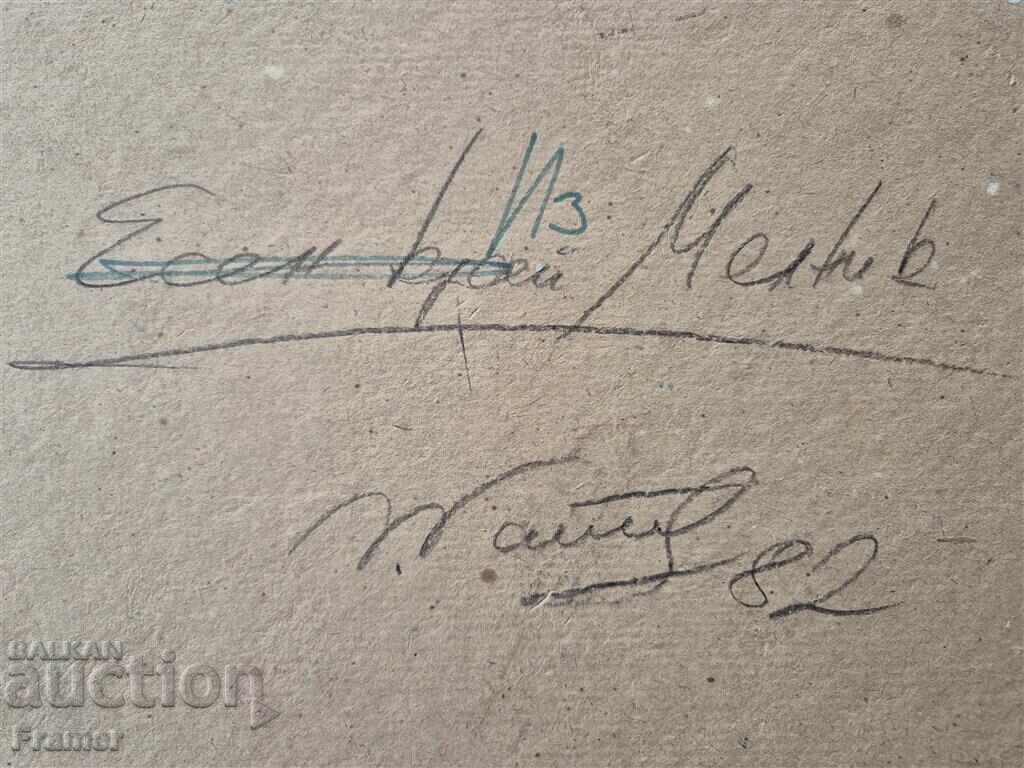 Из
Есен край Мелник
82
BALKAN
auction
Framer